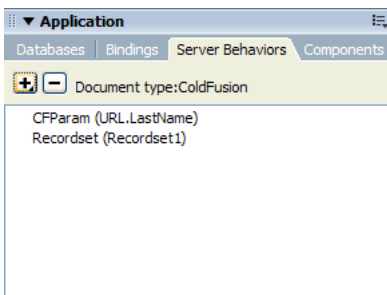 Application
Databases Bindings Server Behaviors Components
Document type:ColdFusion
CFParam (URL.LastName)
Recordset (Recordset1)